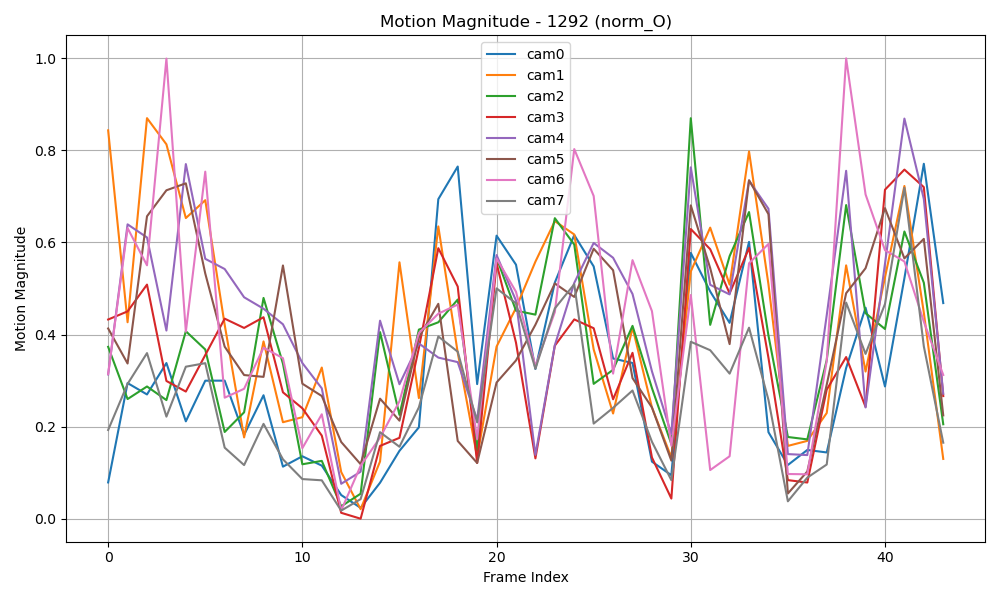 Motion Magnitude - 1292 (norm_O)
Motion Magnitude
1.0
0.8
0.6
0.4
0.2
0.0
cam0
cam1
cam2
cam3
cam4
cam5
cam6
cam7
0 10 20 30 40
Frame Index